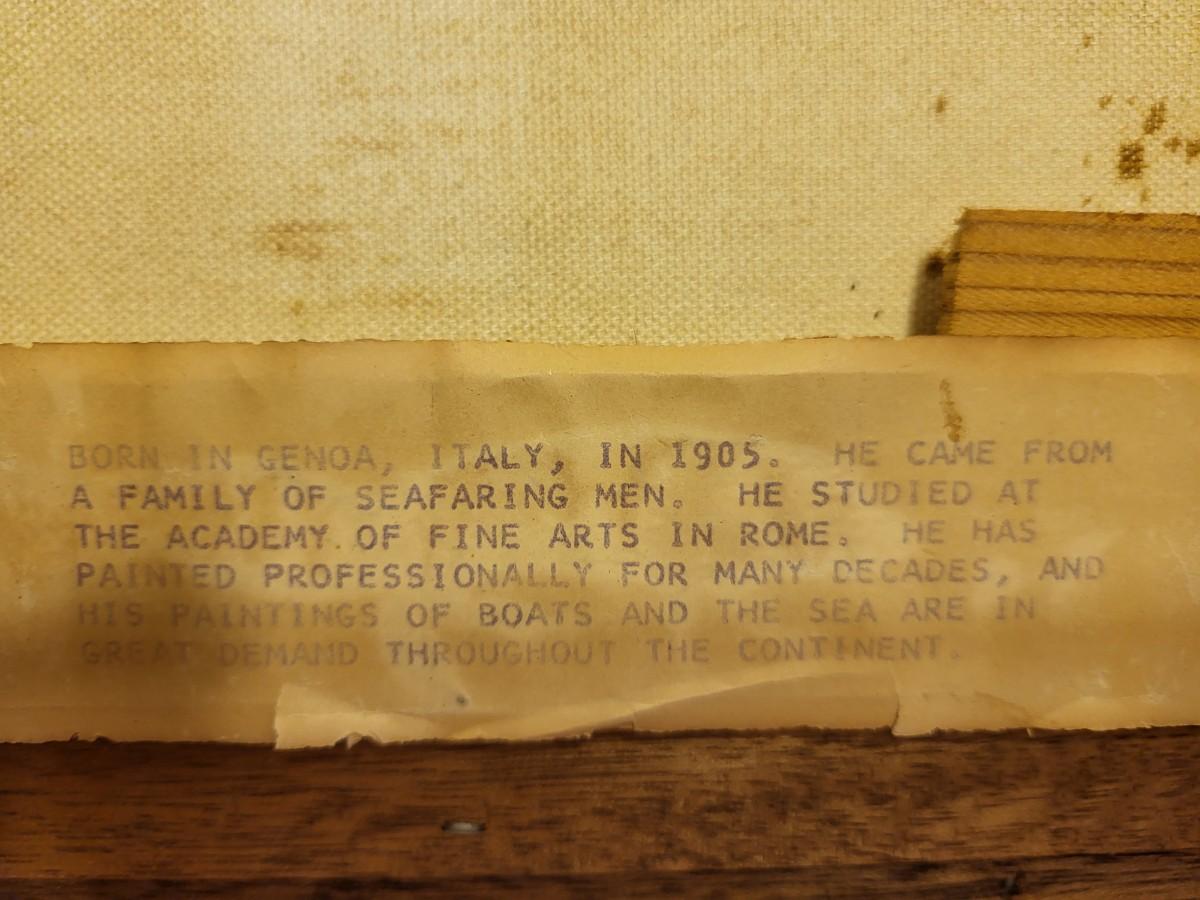 BORN IN GENOA, ITALY, IN 1905. HE CAME FROM
A FAMILY OF SEAFARING MEN. HE STUDIED AT
THE ACADEMY OF FINE ARTS IN ROME. HE HAS
PAINTED PROFESSIONALLY FOR MANY DECADES, AND
HIS PAINTINGS OF BOATS AND THE SEA ARE IN
GREAT DEMAND THROUGHOUT THE CONTINENT.